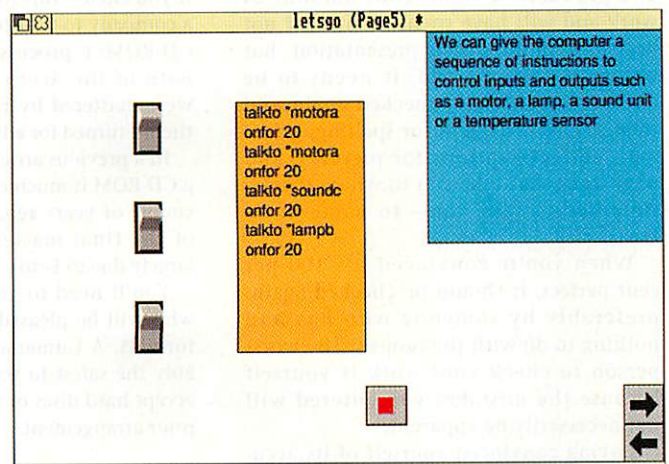 letsgo (Page5) *
We can give the computer a
sequence of instructions to
control inputs and outputs such
as a motor, a lamp, a sound unit
or a temperature sensor
talkto "motora
onfor 20
talkto "motora
onfor 20
talkto "soundc
onfor 20
talkto "lampb
onfor 20